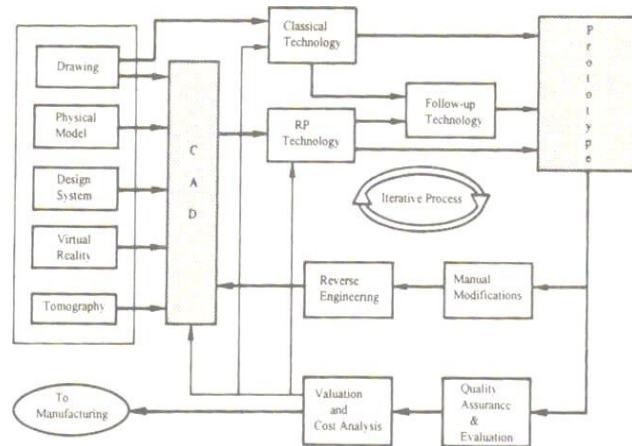 Drawing
Physical
Model
Design
System
Virtual
Reality
Tomography
To
Manufacturing
C
A
D
Classical
Technology
RP
Technology
Follow-up
Technology
Iterative Process
Reverse
Engineering
Manual
Modifications
Valuation
and
Cost Analysis
Quality
Assurance
&
Evaluation
P
r
o
t
o
t
y
p
e